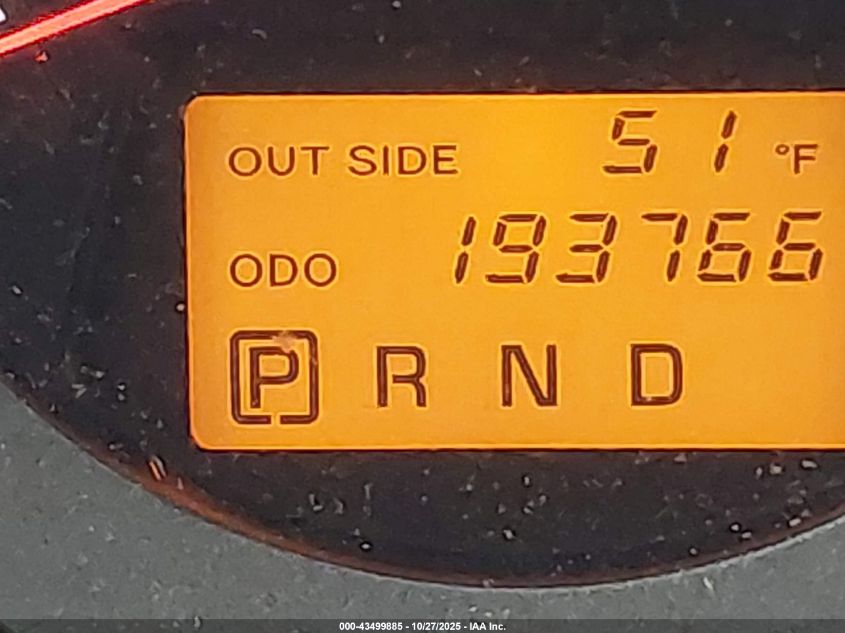 OUT SIDE 51 °F
ODO 193766
P R N D
000-43499885 - 10/27/2025 - IAA Inc.